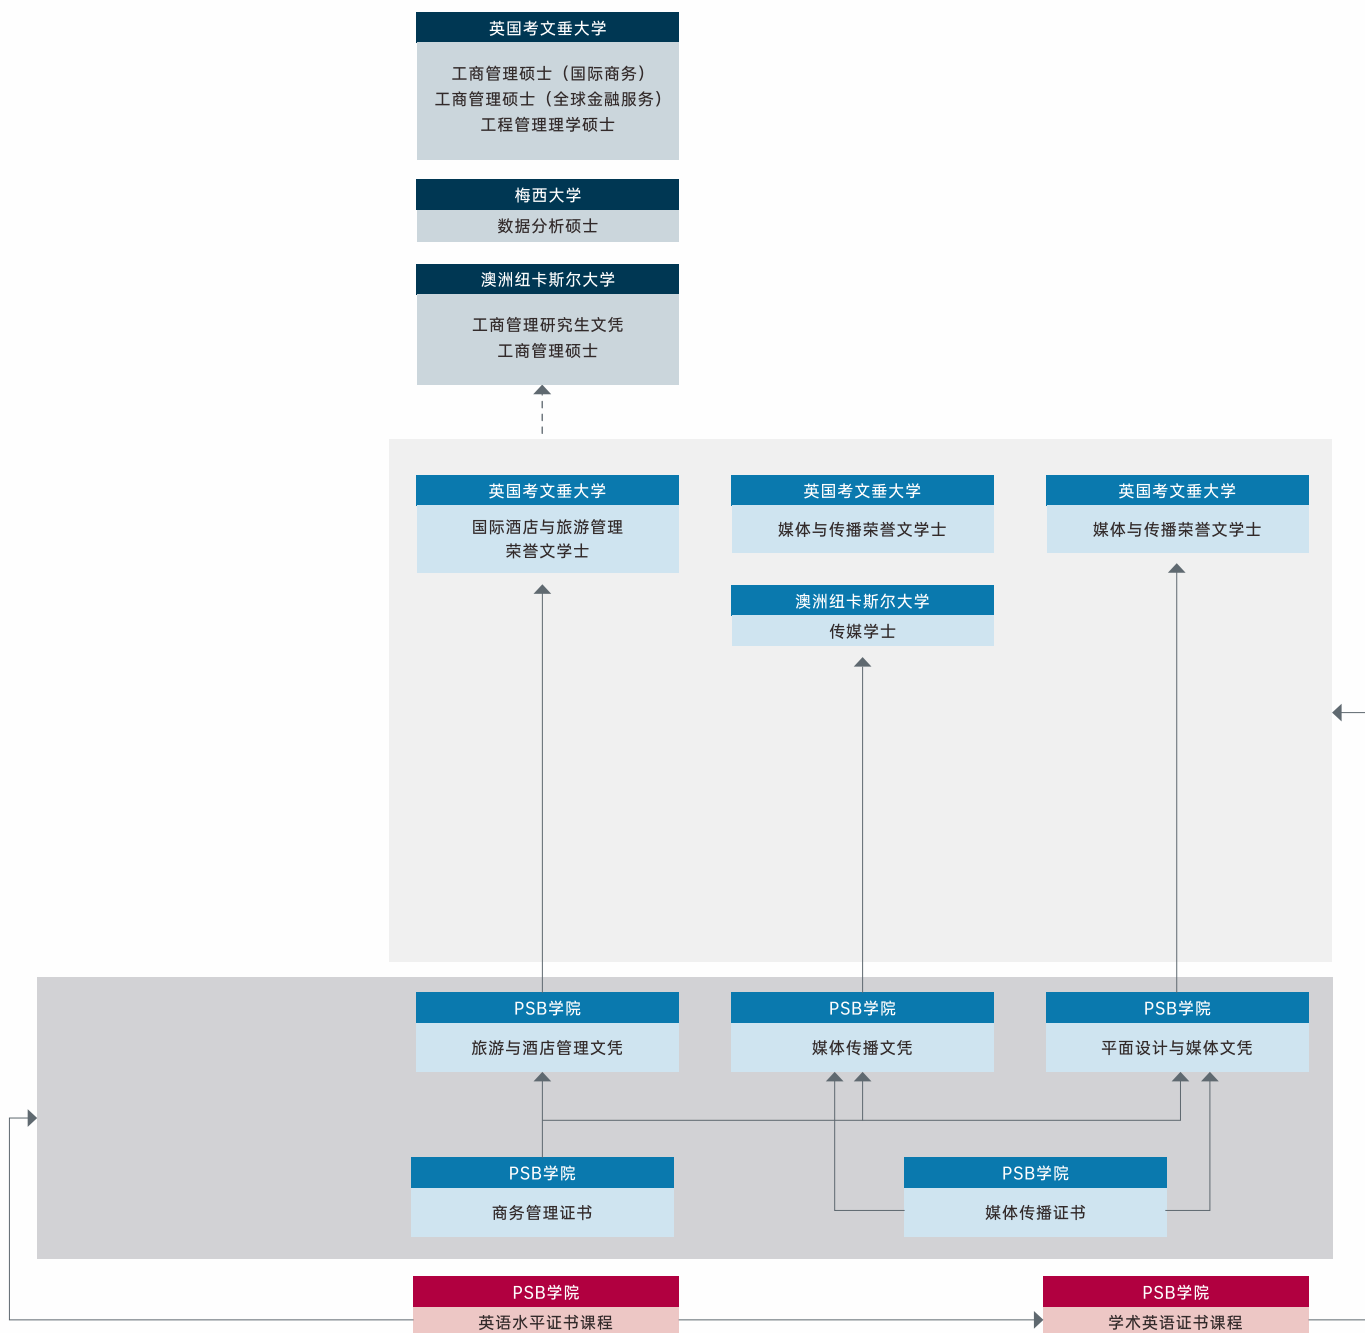 英国考文垂大学
工商管理硕士（国际商务）
工商管理硕士（全球金融服务）
工程管理理学硕士
梅西大学
数据分析硕士
澳洲纽卡斯尔大学
工商管理研究生文凭
工商管理硕士
英国考文垂大学
国际酒店与旅游管理
荣誉文学士
英国考文垂大学
媒体与传播荣誉文学士
澳洲纽卡斯尔大学
传媒学士
英国考文垂大学
媒体与传播荣誉文学士
PSB学院
旅游与酒店管理文凭
PSB学院
媒体传播文凭
PSB学院
平面设计与媒体文凭
PSB学院
商务管理证书
PSB学院
媒体传播证书
PSB学院
英语水平证书课程
PSB学院
学术英语证书课程